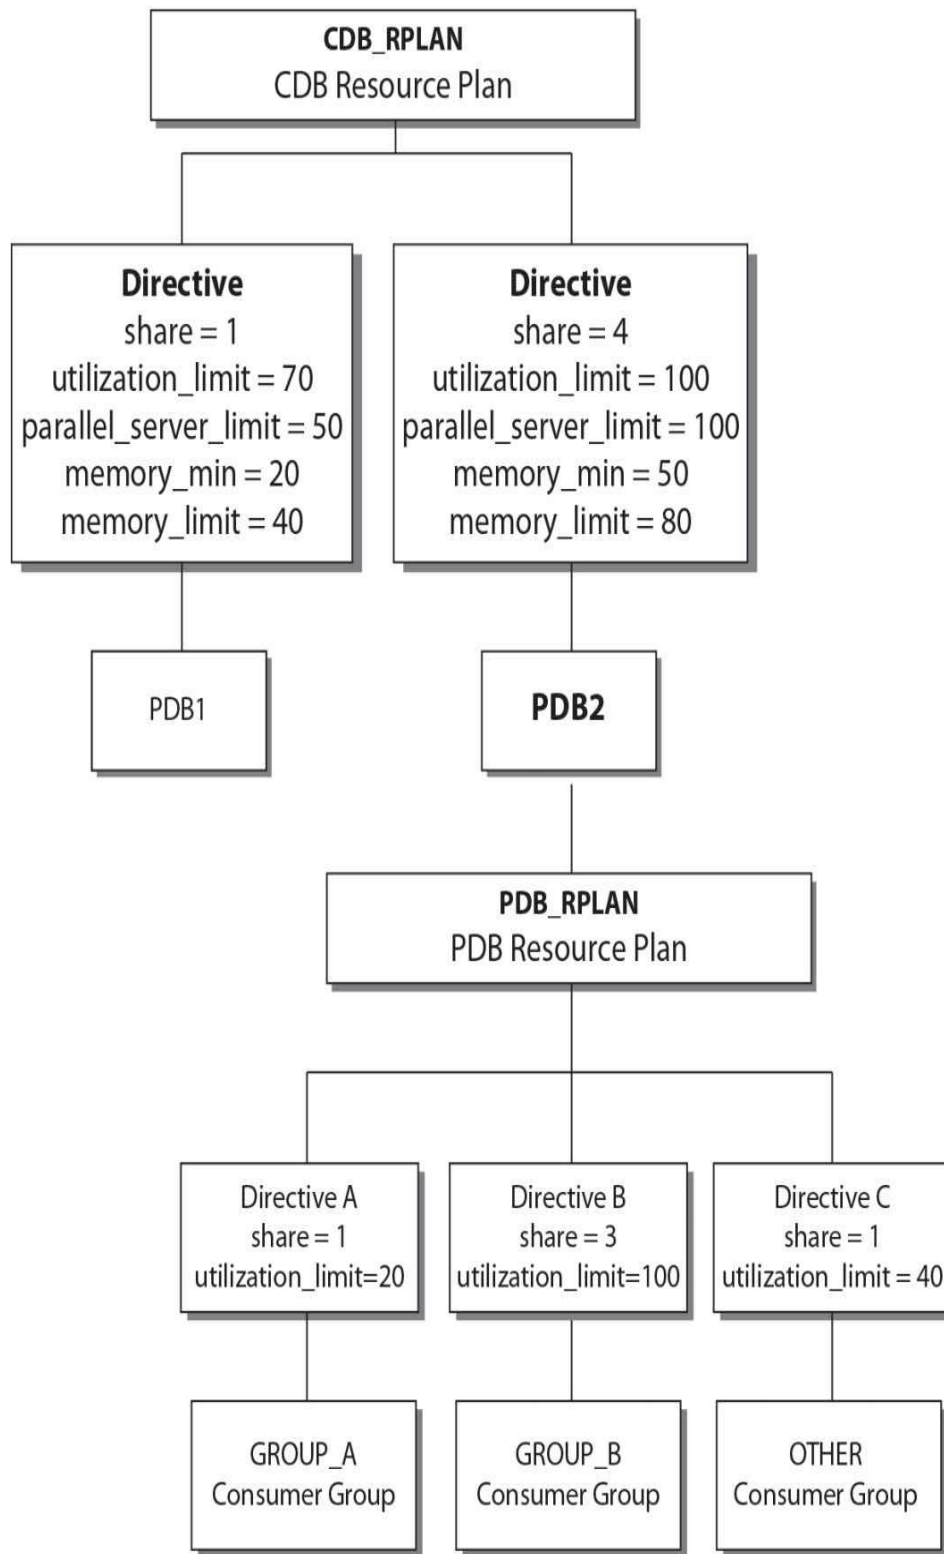 CDB_RPLAN
CDB Resource Plan
Directive
share = 1
utilization_limit = 70
parallel_server_limit = 50
memory_min = 20
memory_limit = 40
Directive
share = 4
utilization_limit = 100
parallel_server_limit = 100
memory_min = 50
memory_limit = 80
PDB1
PDB2
PDB_RPLAN
PDB Resource Plan
Directive A
share = 1
utilization_limit=20
Directive B
share = 3
utilization_limit=100
Directive C
share = 1
utilization_limit = 40
GROUP_A
Consumer Group
GROUP_B
Consumer Group
OTHER
Consumer Group